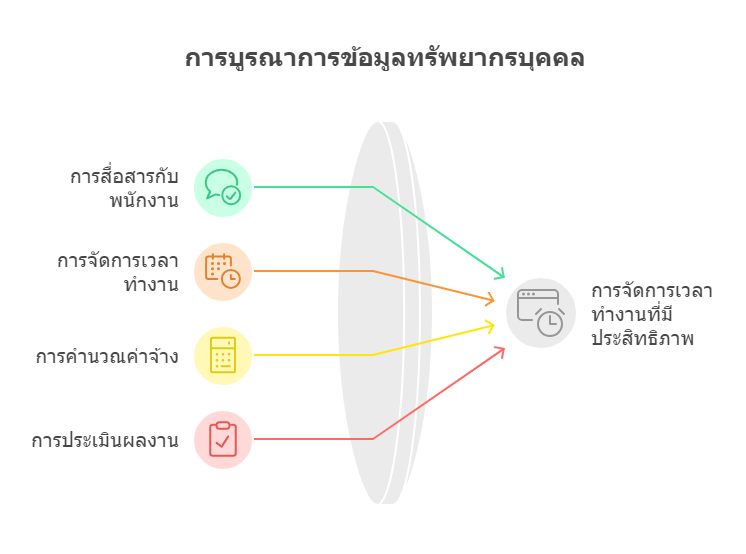 การบูรณาการข้อมูลทรัพยากรบุคคล
การสื่อสารกับ
พนักงาน
การจัดการเวลา
ทำงาน
การคำนวณค่าจ้าง
การประเมินผลงาน
การจัดการเวลา
ทำงานที่มี
ประสิทธิภาพ